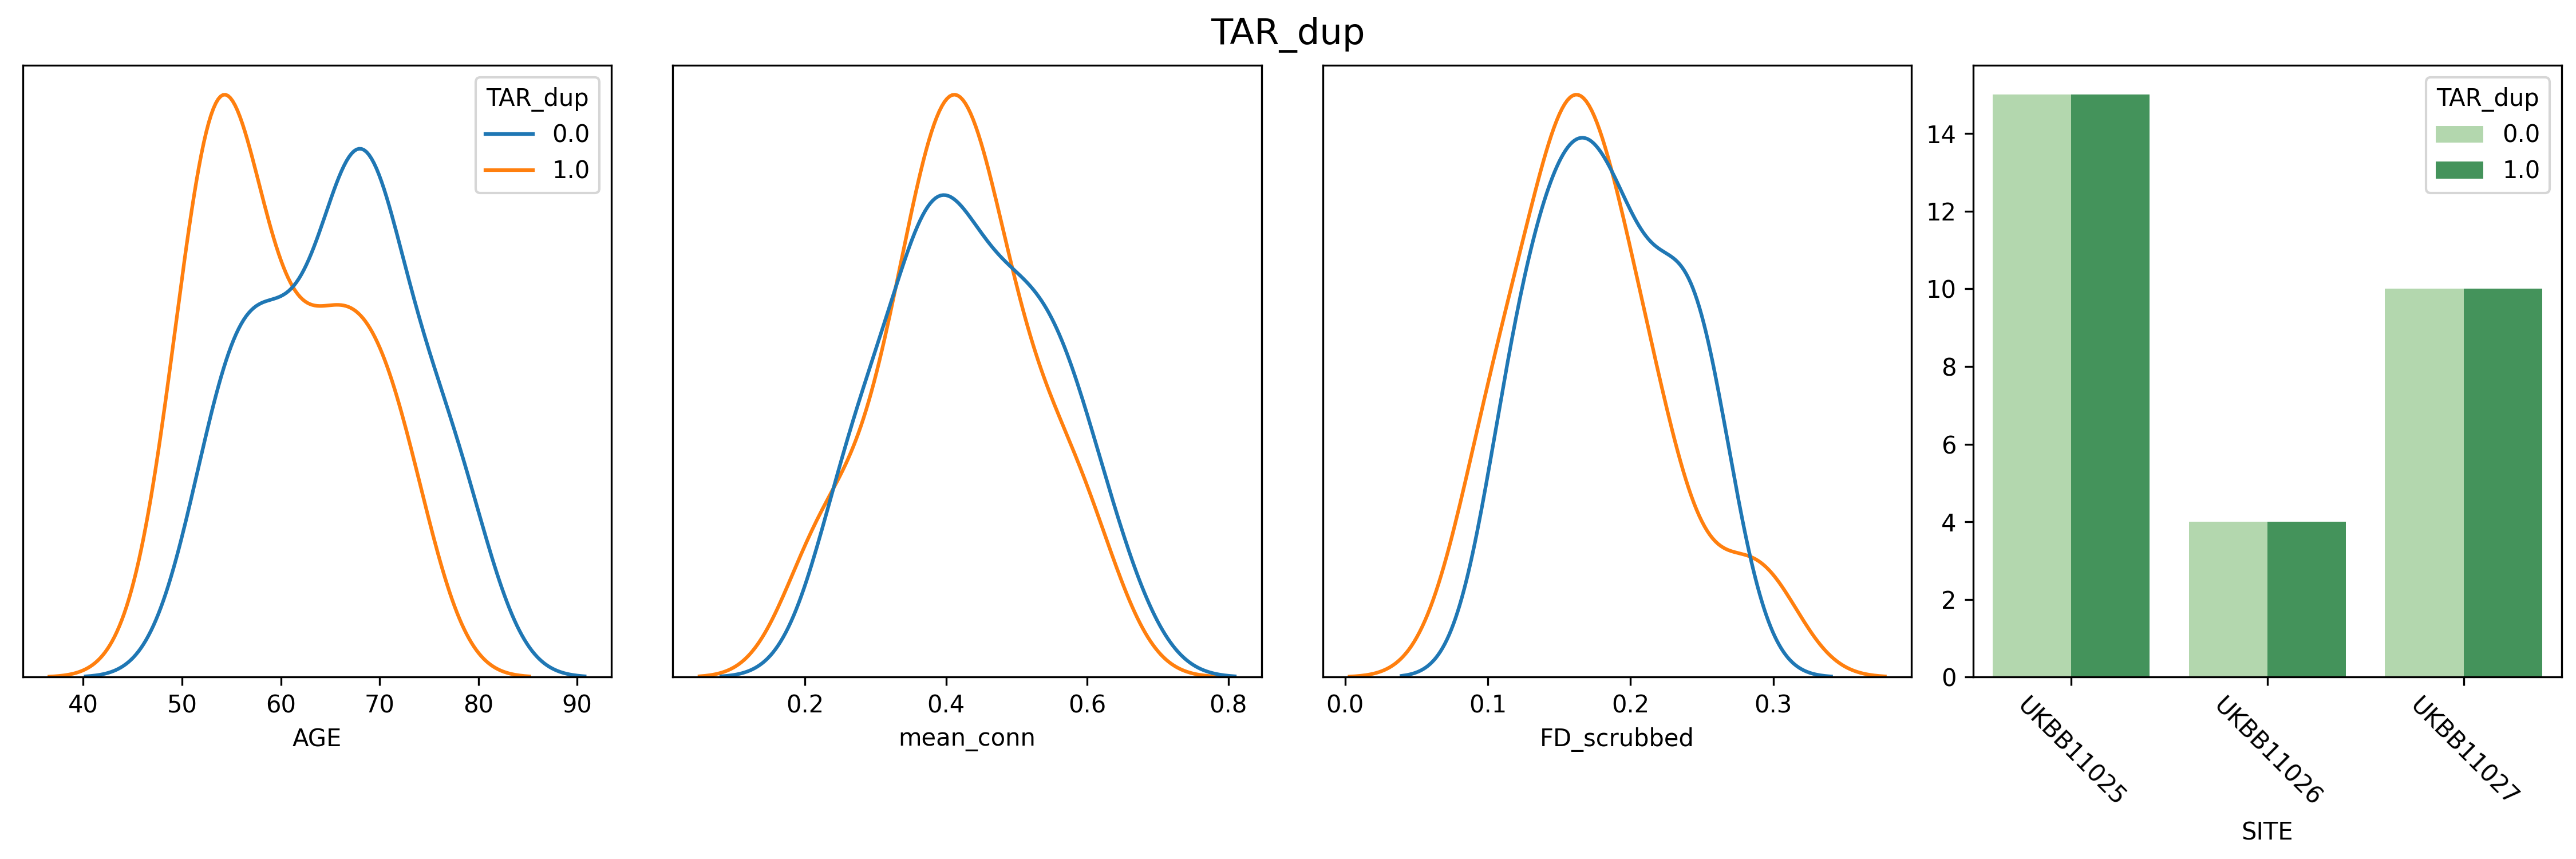 TAR_dup
TAR_dup
0.0
1.0
40 50 60 70 80 90
AGE
0.2 0.4 0.6 0.8
mean_conn
0.0 0.1 0.2 0.3
FD_scrubbed
TAR_dup
0.0
1.0
14
12
10
8
6
4
2
0
UKBB11025 UKBB11026 UKBB11027
SITE